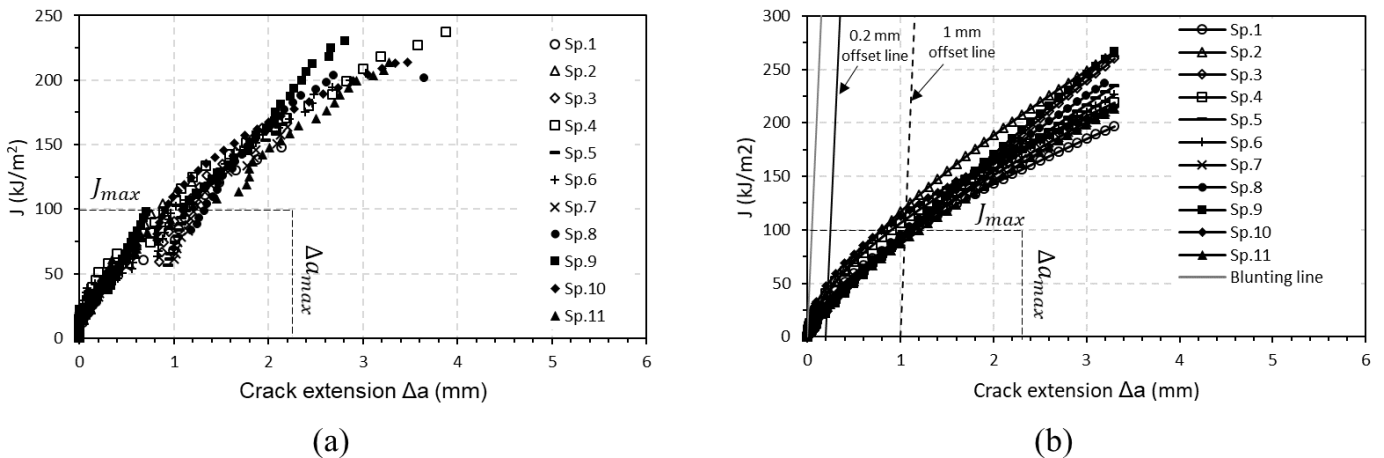 250
200
150
100
50
0
J (kJ/m²)
J_max
Δa_max
0 1 2 3 4 5 6
Crack extension Δa (mm)
Sp.1
Sp.2
Sp.3
Sp.4
Sp.5
Sp.6
Sp.7
Sp.8
Sp.9
Sp.10
Sp.11
(a)
300
250
200
150
100
50
0
J (kJ/m2)
0.2 mm
offset line
1 mm
offset line
J_max
Δa_max
0 1 2 3 4 5 6
Crack extension Δa (mm)
Sp.1
Sp.2
Sp.3
Sp.4
Sp.5
Sp.6
Sp.7
Sp.8
Sp.9
Sp.10
Sp.11
Blunting line
(b)